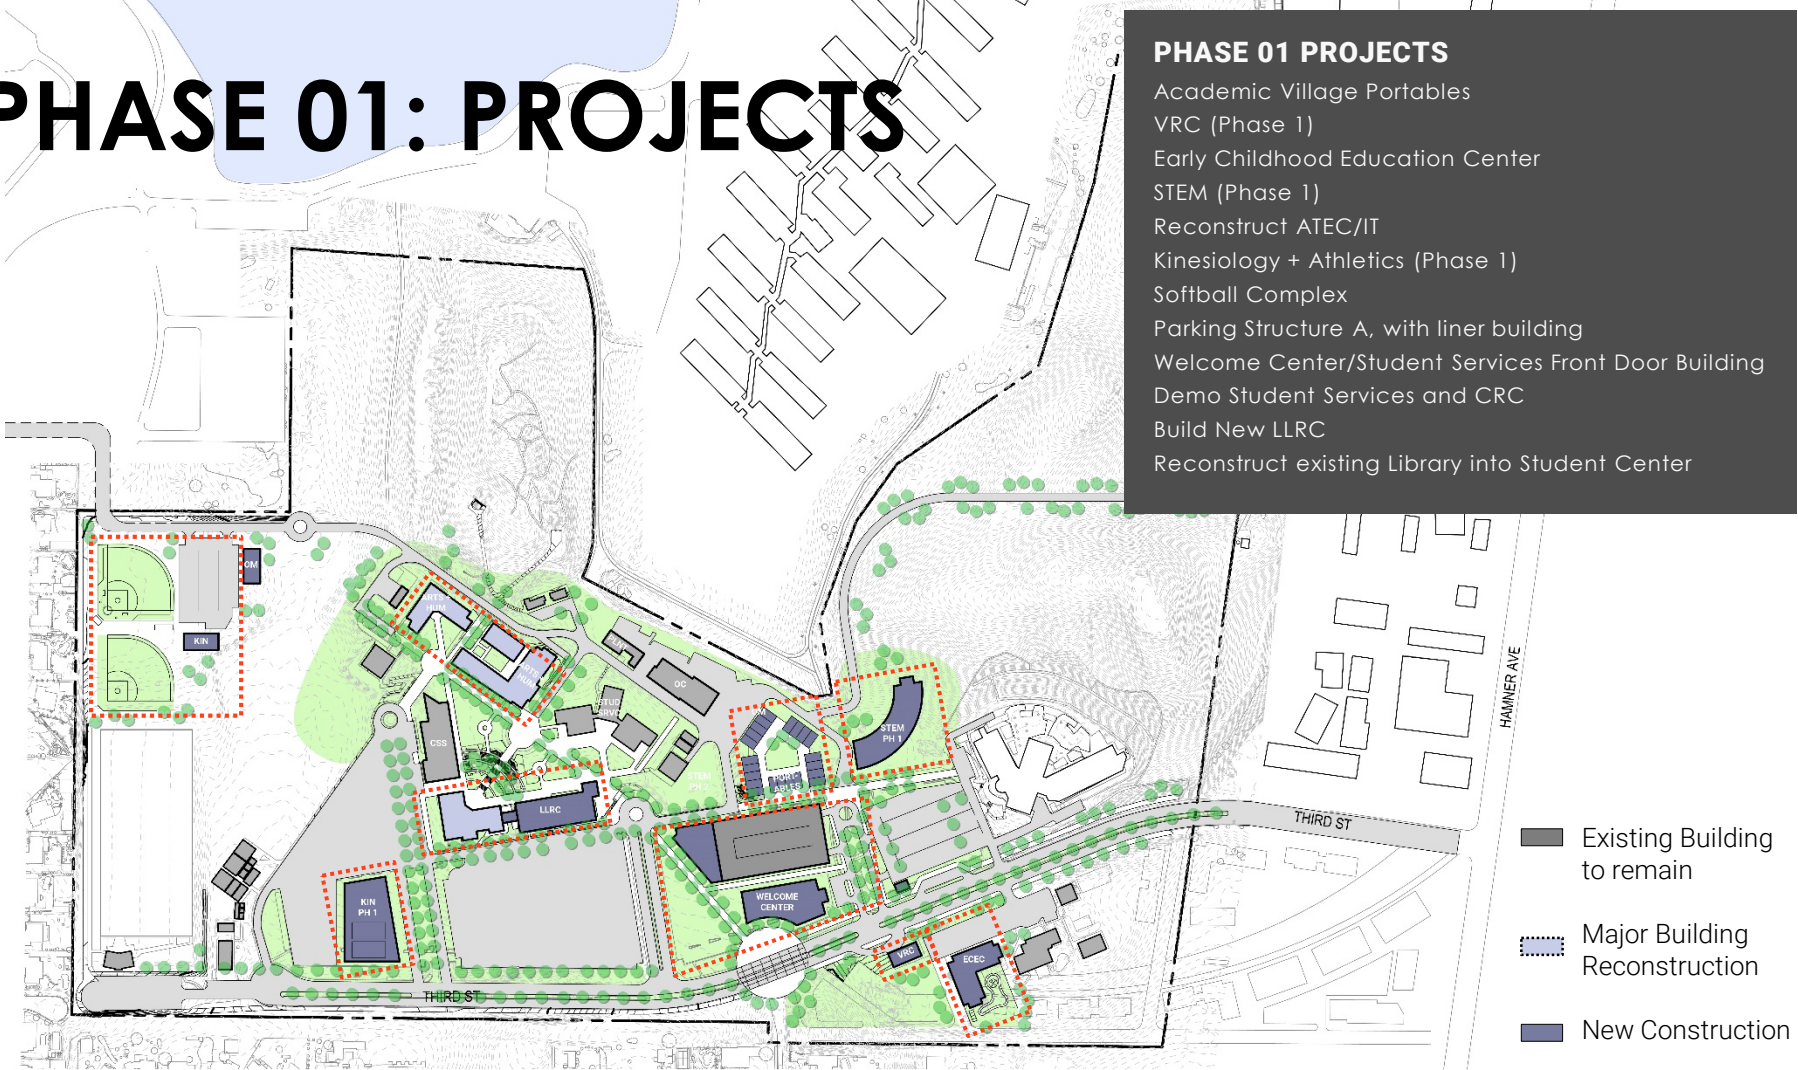 PHASE 01: PROJECTS
PHASE 01 PROJECTS
Academic Village Portables
VRC (Phase 1)
Early Childhood Education Center
STEM (Phase 1)
Reconstruct ATEC/IT
Kinesiology + Athletics (Phase 1)
Softball Complex
Parking Structure A, with liner building
Welcome Center/Student Services Front Door Building
Demo Student Services and CRC
Build New LLRC
Reconstruct existing Library into Student Center
KIN
HUM
HUM
OC
STUD
CSS
STEM
PH 1
STEM
LLRC
KIN
PH 1
WELCOME
CENTER
VRC
ECEC
THIRD ST
THIRD ST
HAMNER AVE
Existing Building
to remain
Major Building
Reconstruction
New Construction